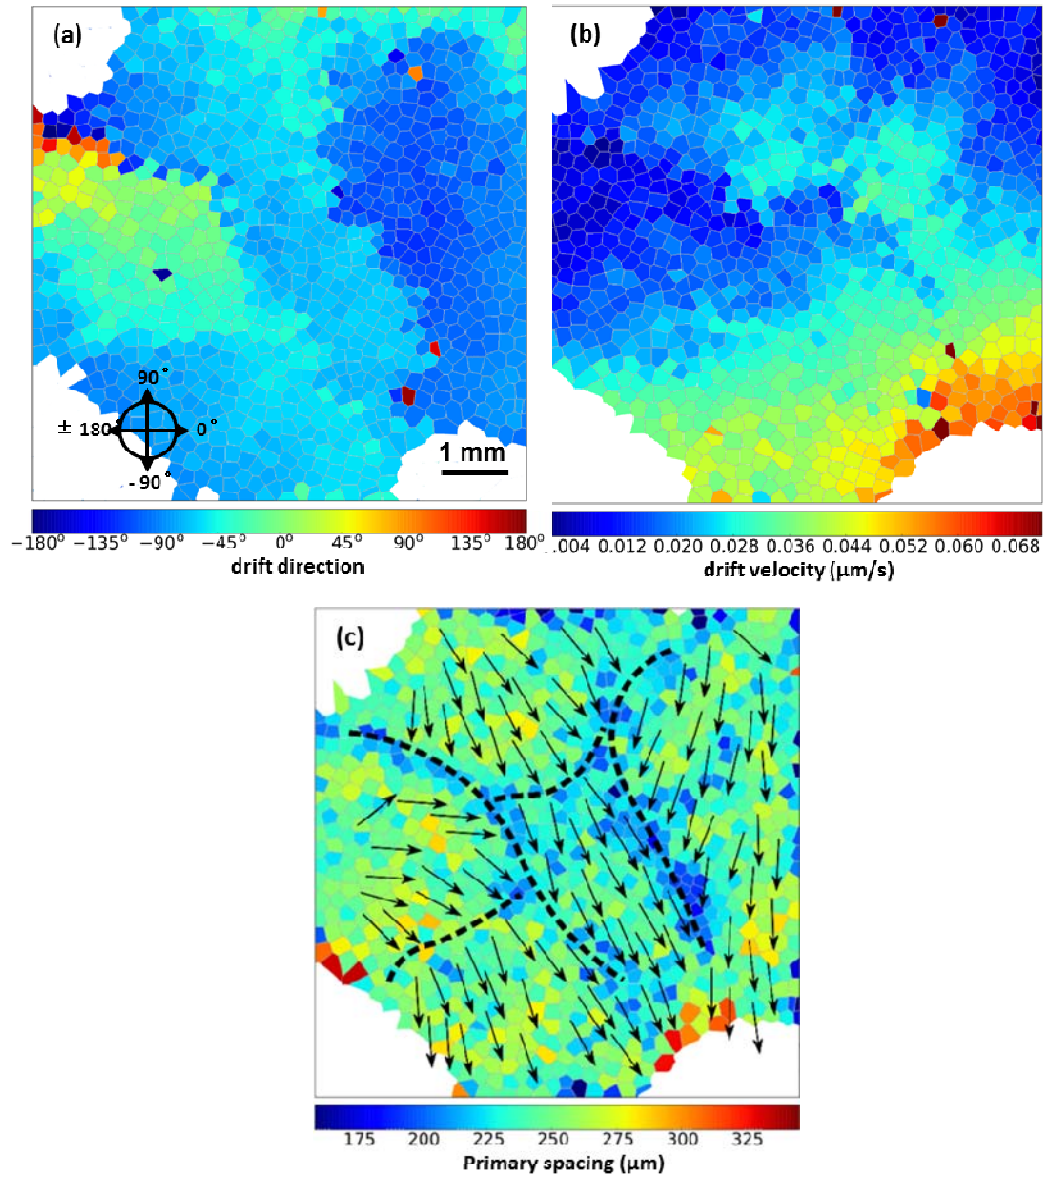 (a)
90°
± 180°
0°
-90°
1 mm
−180° −135° −90° −45° 0° 45° 90° 135° 180°
drift direction
(b)
.004 0.012 0.020 0.028 0.036 0.044 0.052 0.060 0.068
drift velocity (μm/s)
(c)
175 200 225 250 275 300 325
Primary spacing (μm)